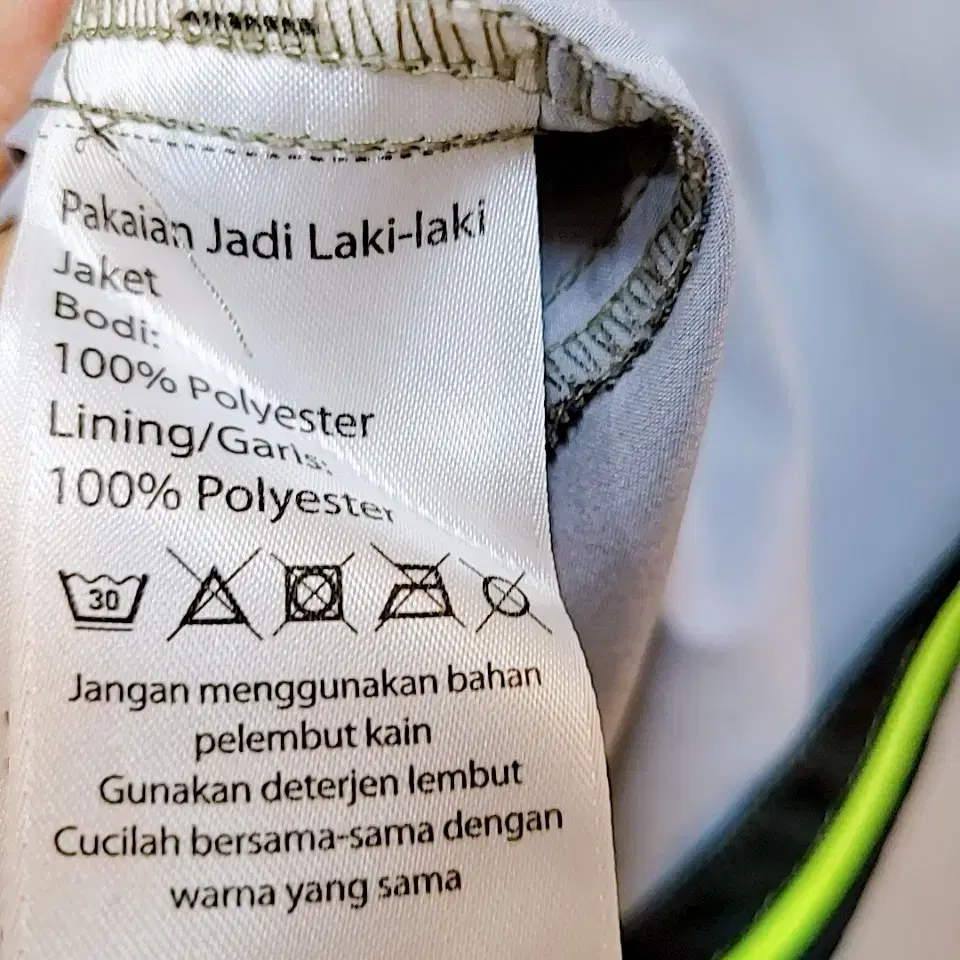 Pakaian Jadi Laki-laki
Jaket
Bodi:
100% Polyester
Lining/Garis:
100% Polyester
30
Jangan menggunakan bahan
pelembut kain
Gunakan deterjen lembut
Cucilah bersama-sama dengan
warna yang sama